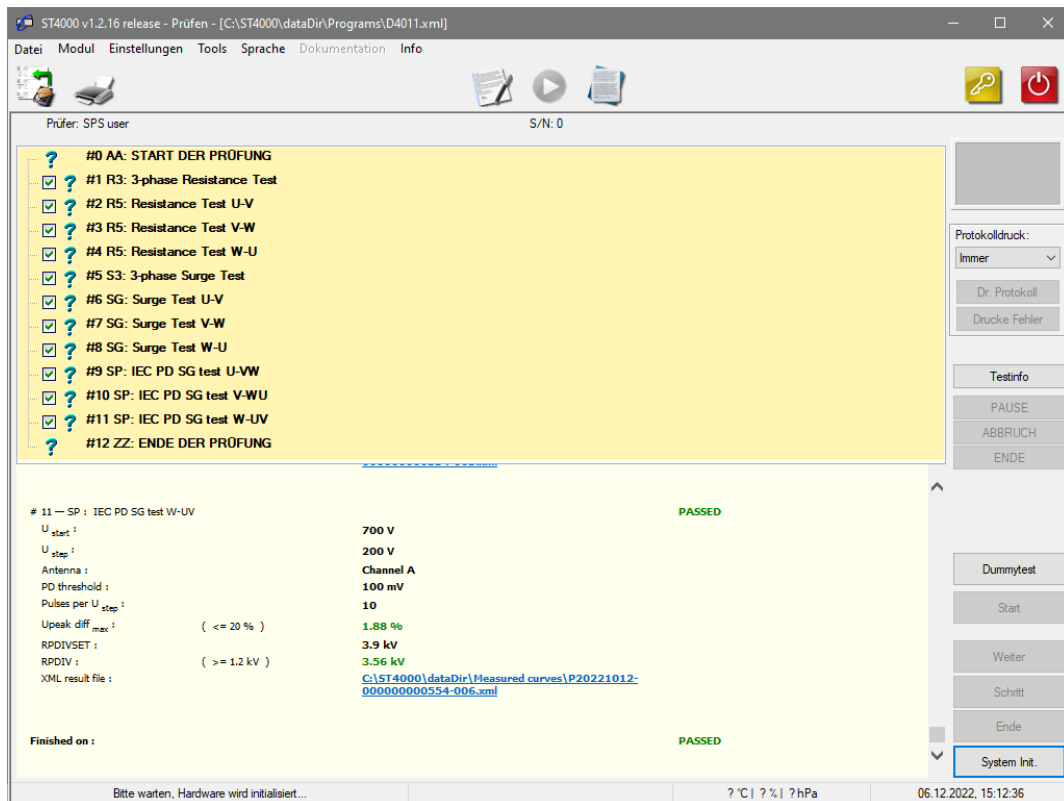 ST4000 v1.2.16 release - Prüfen - [C:\ST4000\dataDir\Programs\D4011.xml]
Datei Modul Einstellungen Tools Sprache Dokumentation Info
Prüfer: SPS user S/N: 0
#0 AA: START DER PRÜFUNG
#1 R3: 3-phase Resistance Test
#2 R5: Resistance Test U-V
#3 R5: Resistance Test V-W
#4 R5: Resistance Test W-U
#5 S3: 3-phase Surge Test
#6 SG: Surge Test U-V
#7 SG: Surge Test V-W
#8 SG: Surge Test W-U
#9 SP: IEC PD SG test U-VW
#10 SP: IEC PD SG test V-WU
#11 SP: IEC PD SG test W-UV
#12 ZZ: ENDE DER PRÜFUNG
# 11 — SP : IEC PD SG test W-UV PASSED
U start : 700 V
U step : 200 V
Antenna : Channel A
PD threshold : 100 mV
Pulses per U step : 10
Upeak diff max : ( <= 20 % ) 1.88 %
RPDIVSET : 3.9 kV
RPDIV : ( >= 1.2 kV ) 3.56 kV
XML result file : C:\ST4000\dataDir\Measured curves\P20221012-
000000000554-006.xml
Finished on : PASSED
Protokolldruck:
Immer
Dr. Protokoll
Drucke Fehler
Testinfo
PAUSE
ABBRUCH
ENDE
Dummytest
Start
Weiter
Schritt
Ende
System Init.
Bitte warten, Hardware wird initialisiert... ? °C | ? % | ? hPa 06.12.2022, 15:12:36